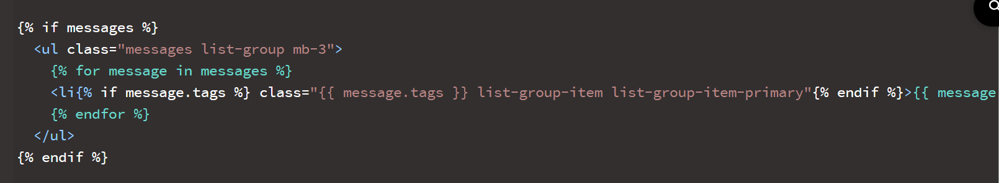 {% if messages %}
<ul class="messages list-group mb-3">
{% for message in messages %}
<li{% if message.tags %} class="{{ message.tags }} list-group-item list-group-item-primary"{% endif %}>{{ message
{% endfor %}
</ul>
{% endif %}